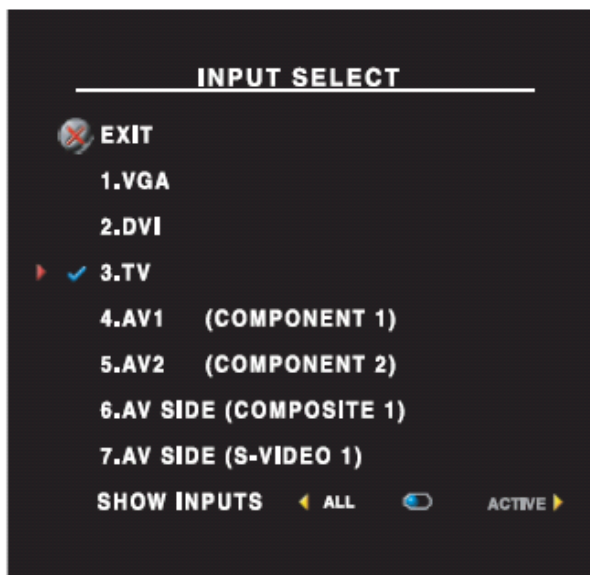 INPUT SELECT
EXIT
1.VGA
2.DVI
3.TV
4.AV1 (COMPONENT 1)
5.AV2 (COMPONENT 2)
6.AV SIDE (COMPOSITE 1)
7.AV SIDE (S-VIDEO 1)
SHOW INPUTS ALL ACTIVE